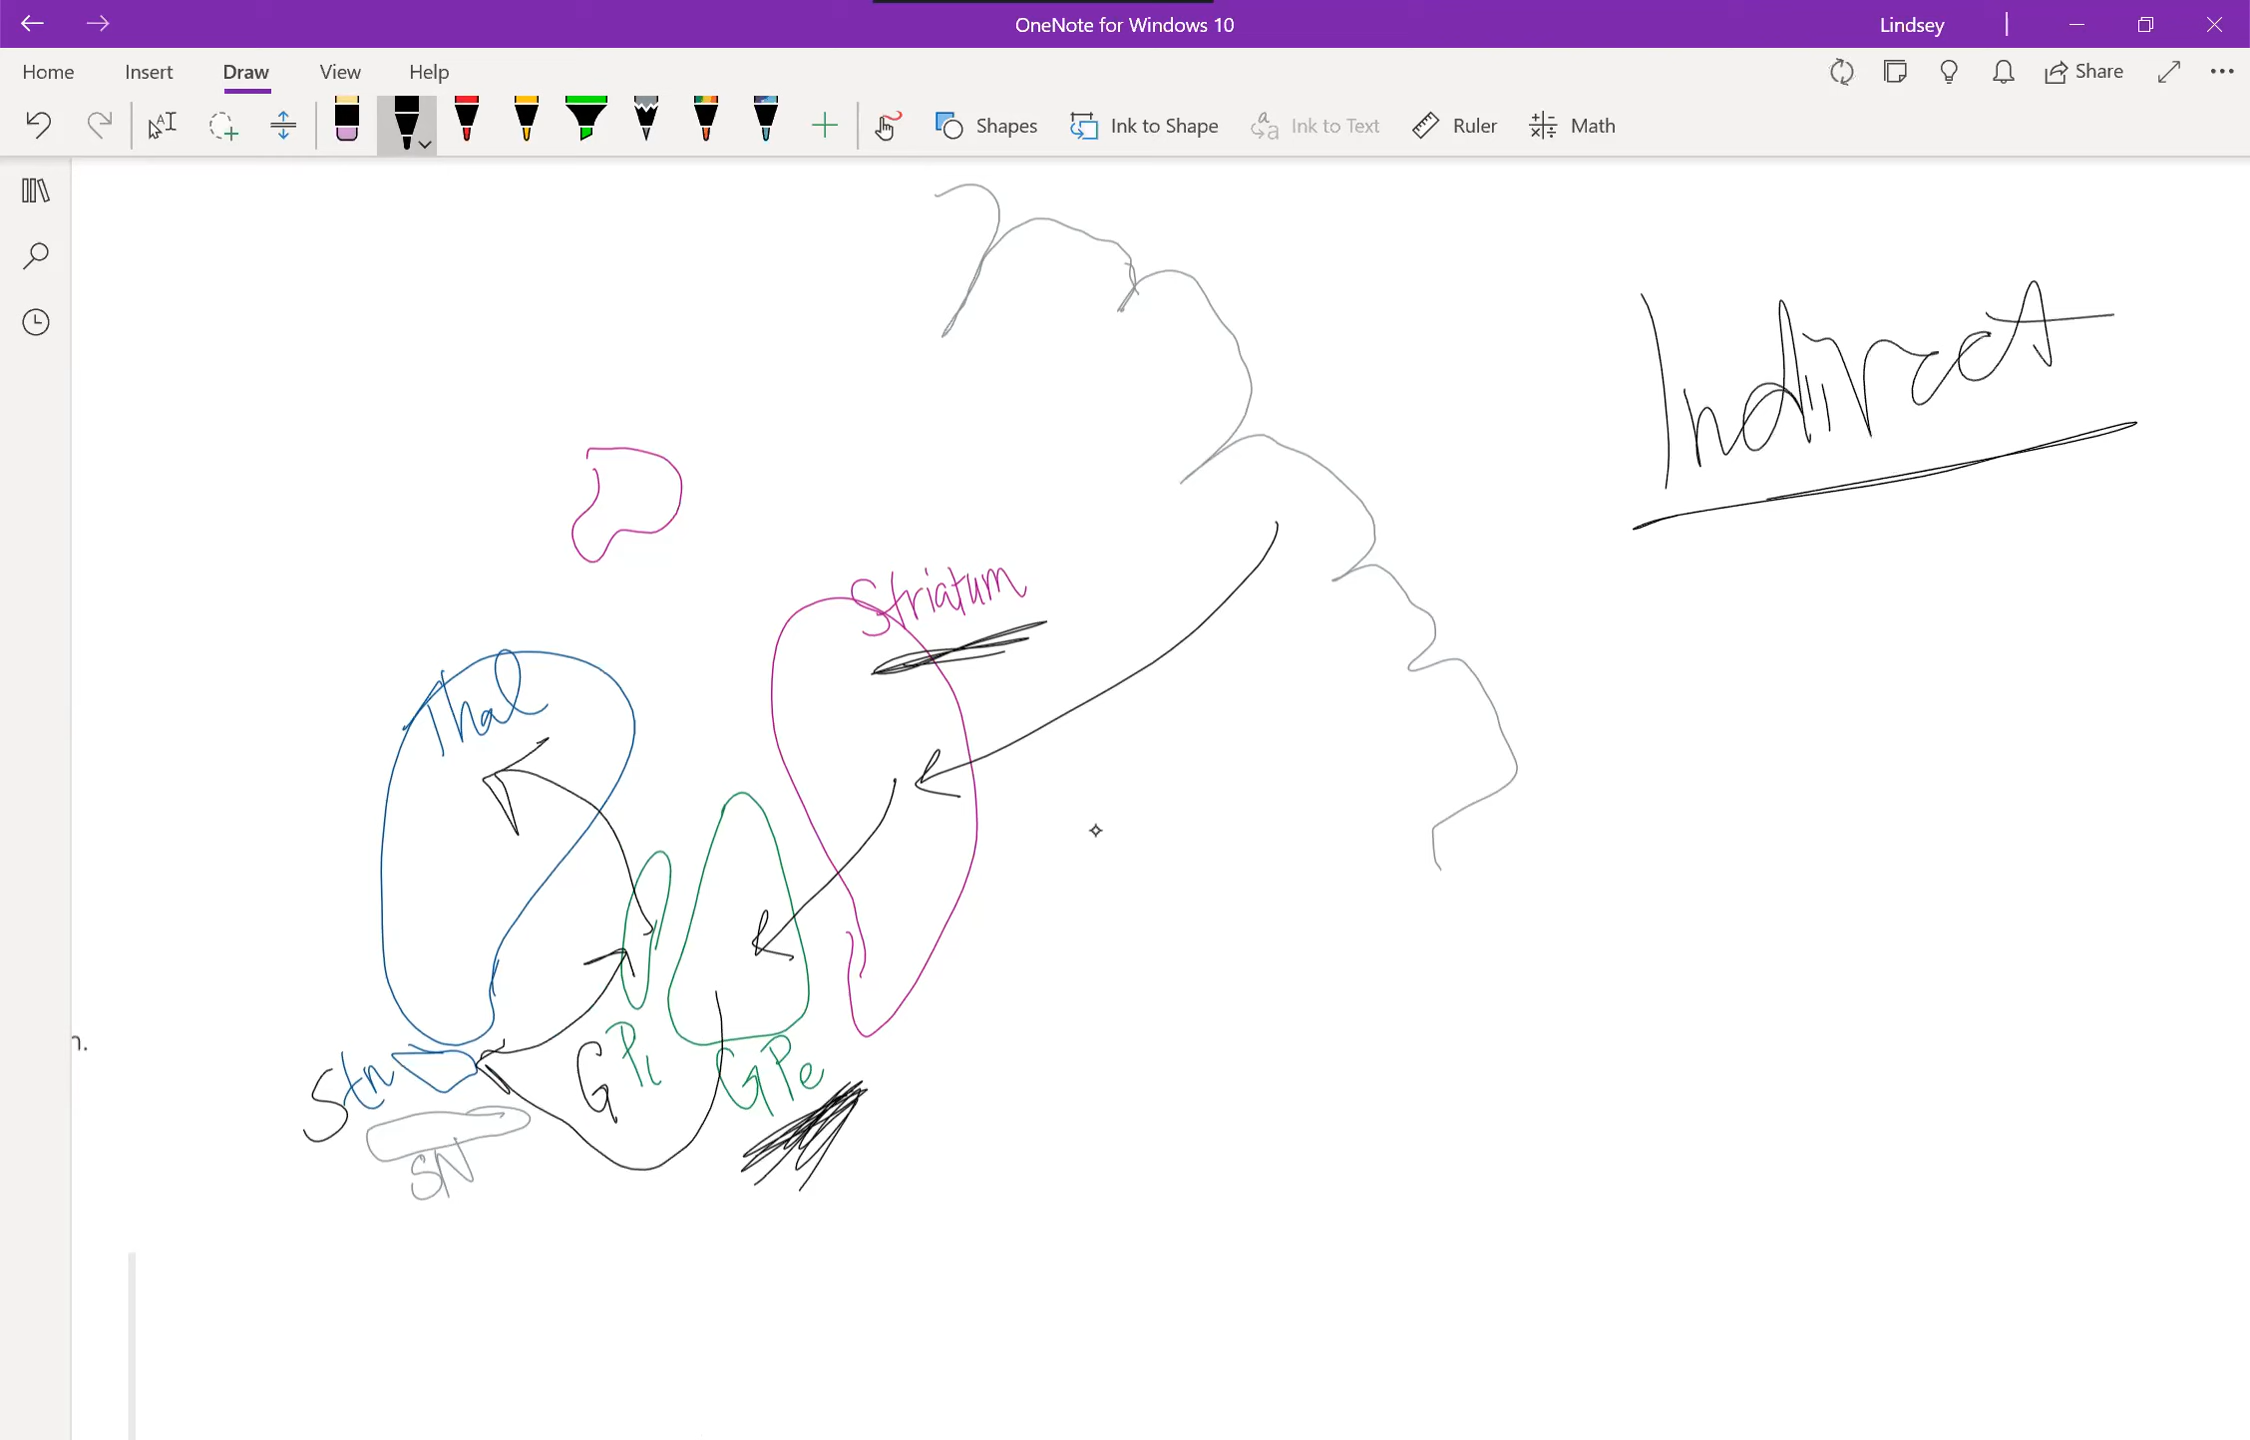 OneNote for Windows 10
Lindsey
Home Insert Draw View Help
Share
Shapes Ink to Shape Ink to Text Ruler Math
Indirect
Striatum
Thal
n.
Stn
GPi
GPe
SN